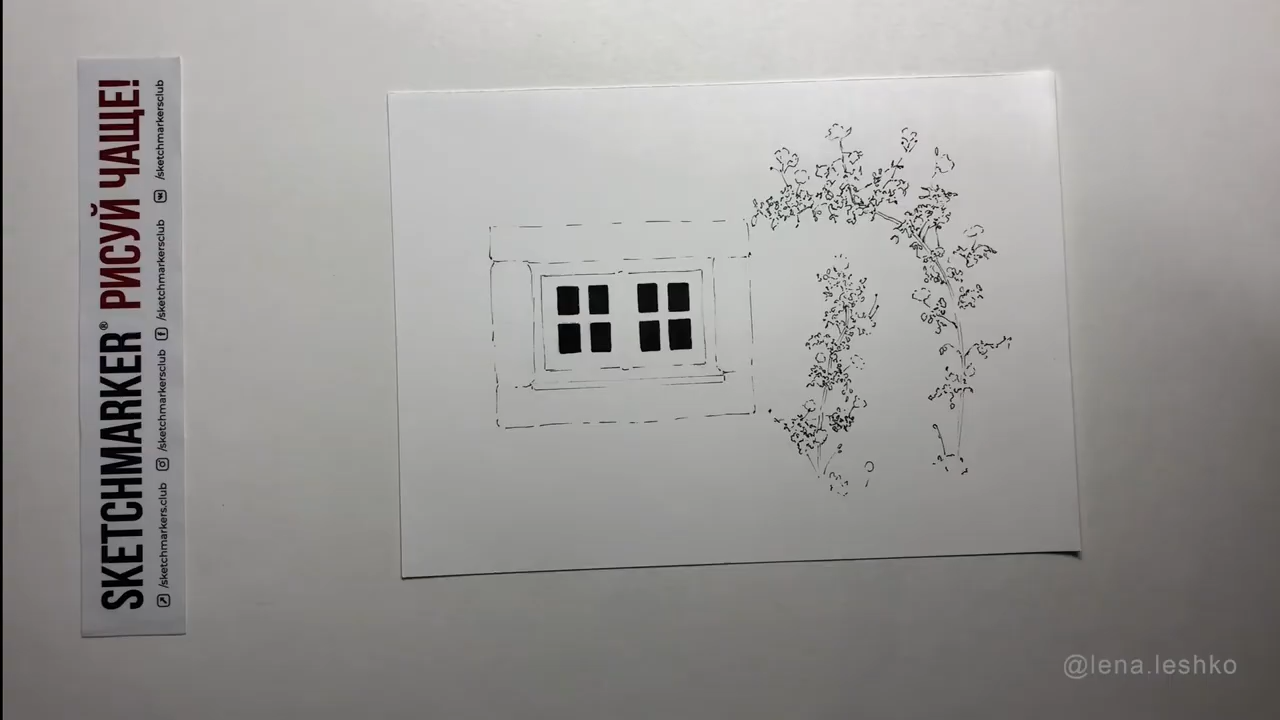 SKETCHMARKER® РИСУЙ ЧАЩЕ!
/sketchmarkers.club /sketchmarkersclub /sketchmarkersclub /sketchmarkersclub
@lena.leshko